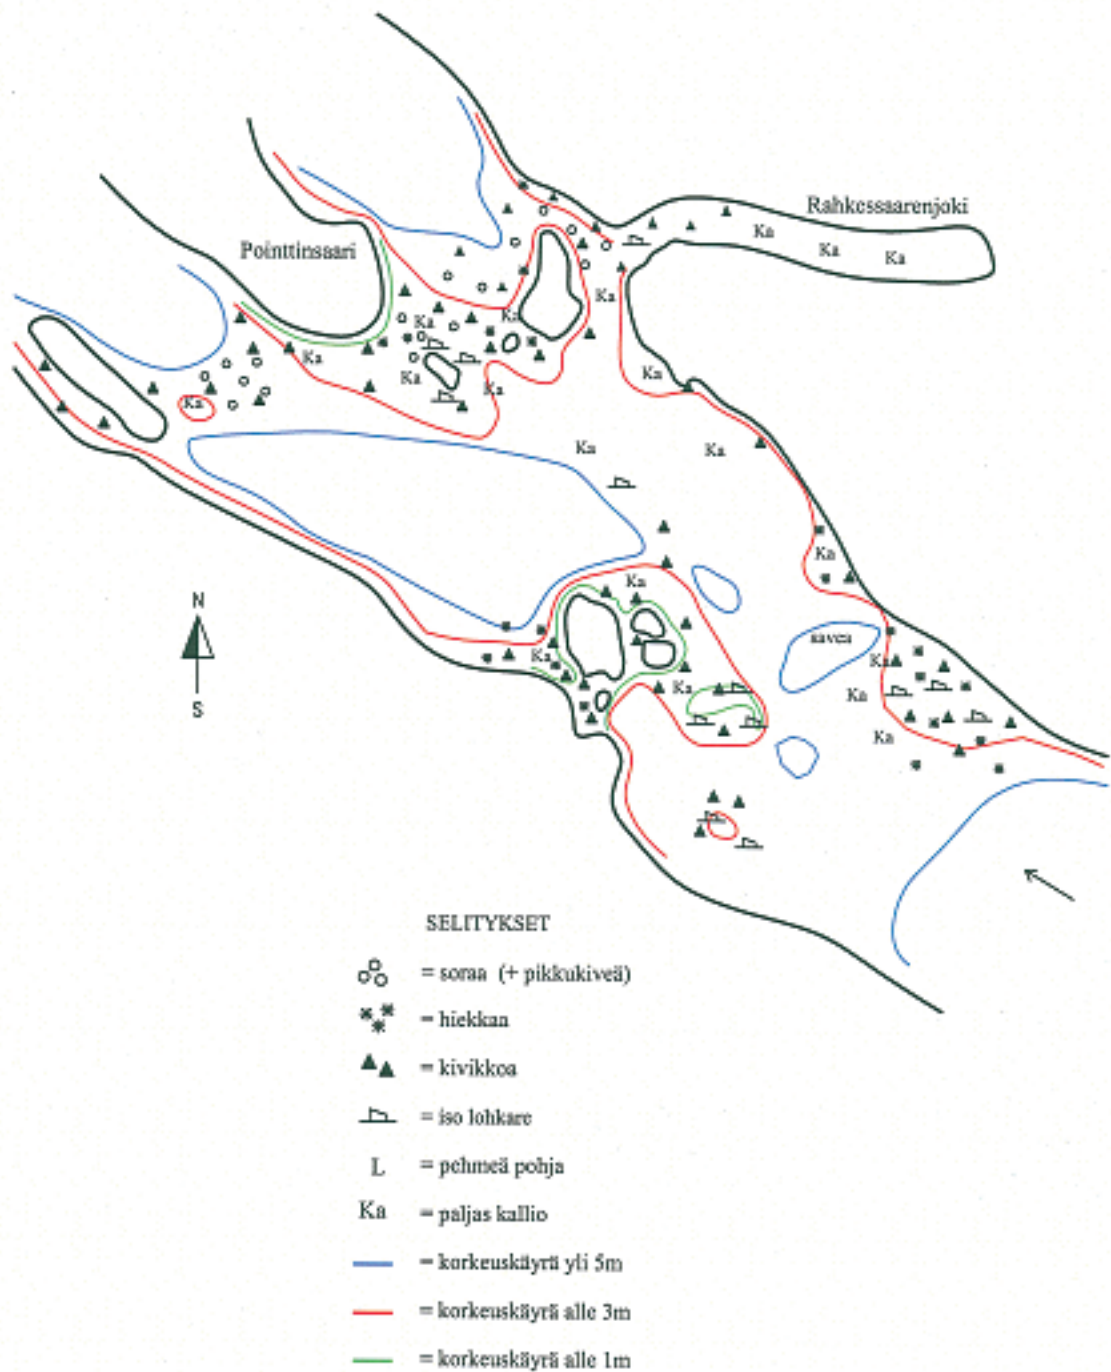 Rahkessaarenjoki
Ka
Ka
Ka
Pointtinsaari
Ka
Ka
Ka
Ka
Ka
Ka
Ka
Ka
Ka
Ka
Ka
N
S
Ka
Ka
savea
Ka
Ka
Ka
Ka
Ka
SELITYKSET
= soraa (+ pikkukiveä)
= hiekkaa
= kivikkoa
= iso lohkare
L = pehmeä pohja
Ka = paljas kallio
= korkeuskäyrä yli 5m
= korkeuskäyrä alle 3m
= korkeuskäyrä alle 1m